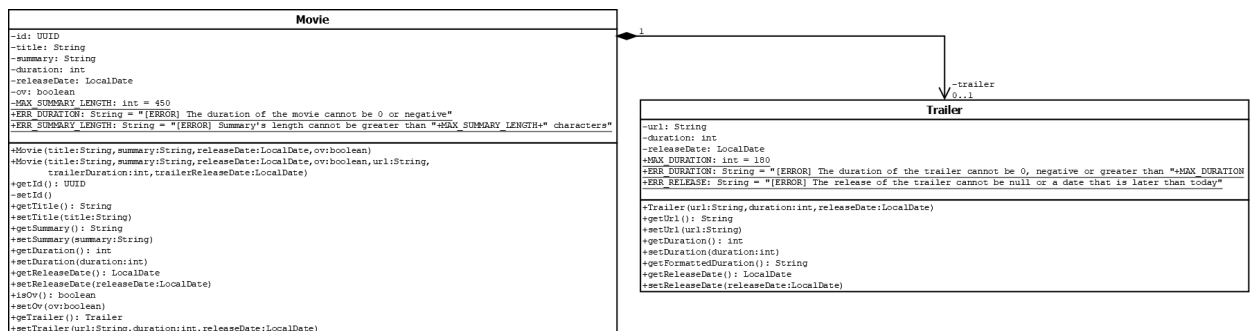 Movie
-id: UUID
-title: String
-summary: String
-duration: int
-releaseDate: LocalDate
-ov: boolean
-MAX_SUMMARY_LENGTH: int = 450
+ERR_DURATION: String = "[ERROR] The duration of the movie cannot be 0 or negative"
+ERR_SUMMARY_LENGTH: String = "[ERROR] Summary's length cannot be greater than "+MAX_SUMMARY_LENGTH+" characters"
+Movie(title:String,summary:String,releaseDate:LocalDate,ov:boolean)
+Movie(title:String,summary:String,releaseDate:LocalDate,ov:boolean,url:String,
trailerDuration:int,trailerReleaseDate:LocalDate)
+getId(): UUID
-setId()
+getTitle(): String
+setTitle(title:String)
+getSummary(): String
+setSummary(summary:String)
+getDuration(): int
+setDuration(duration:int)
+getReleaseDate(): LocalDate
+setReleaseDate(releaseDate:LocalDate)
+isOv(): boolean
+setOv(ov:boolean)
+geTrailer(): Trailer
+setTrailer(url:String,duration:int,releaseDate:LocalDate)
1
-trailer
0..1
Trailer
-url: String
-duration: int
-releaseDate: LocalDate
+MAX_DURATION: int = 180
+ERR_DURATION: String = "[ERROR] The duration of the trailer cannot be 0, negative or greater than "+MAX_DURATION
+ERR_RELEASE: String = "[ERROR] The release of the trailer cannot be null or a date that is later than today"
+Trailer(url:String,duration:int,releaseDate:LocalDate)
+getUrl(): String
+setUrl(url:String)
+getDuration(): int
+setDuration(duration:int)
+getFormattedDuration(): String
+getReleaseDate(): LocalDate
+setReleaseDate(releaseDate:LocalDate)